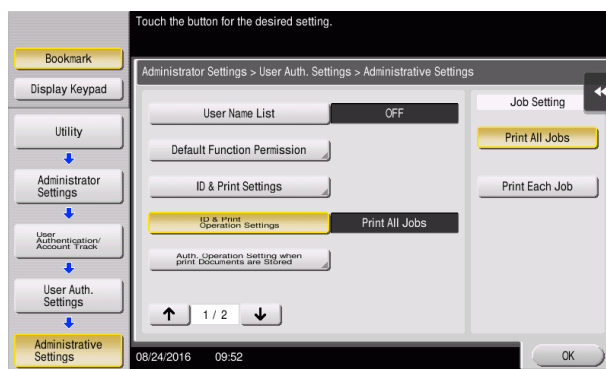 Touch the button for the desired setting.
Bookmark
Display Keypad
Utility
Administrator
Settings
User
Authentication/
Account Track
User Auth.
Settings
Administrative
Settings
Administrator Settings > User Auth. Settings > Administrative Settings
User Name List
OFF
Default Function Permission
ID & Print Settings
ID & Print
Operation Settings
Print All Jobs
Auth. Operation Setting when
print Documents are Stored
1 / 2
Job Setting
Print All Jobs
Print Each Job
08/24/2016 09:52
OK